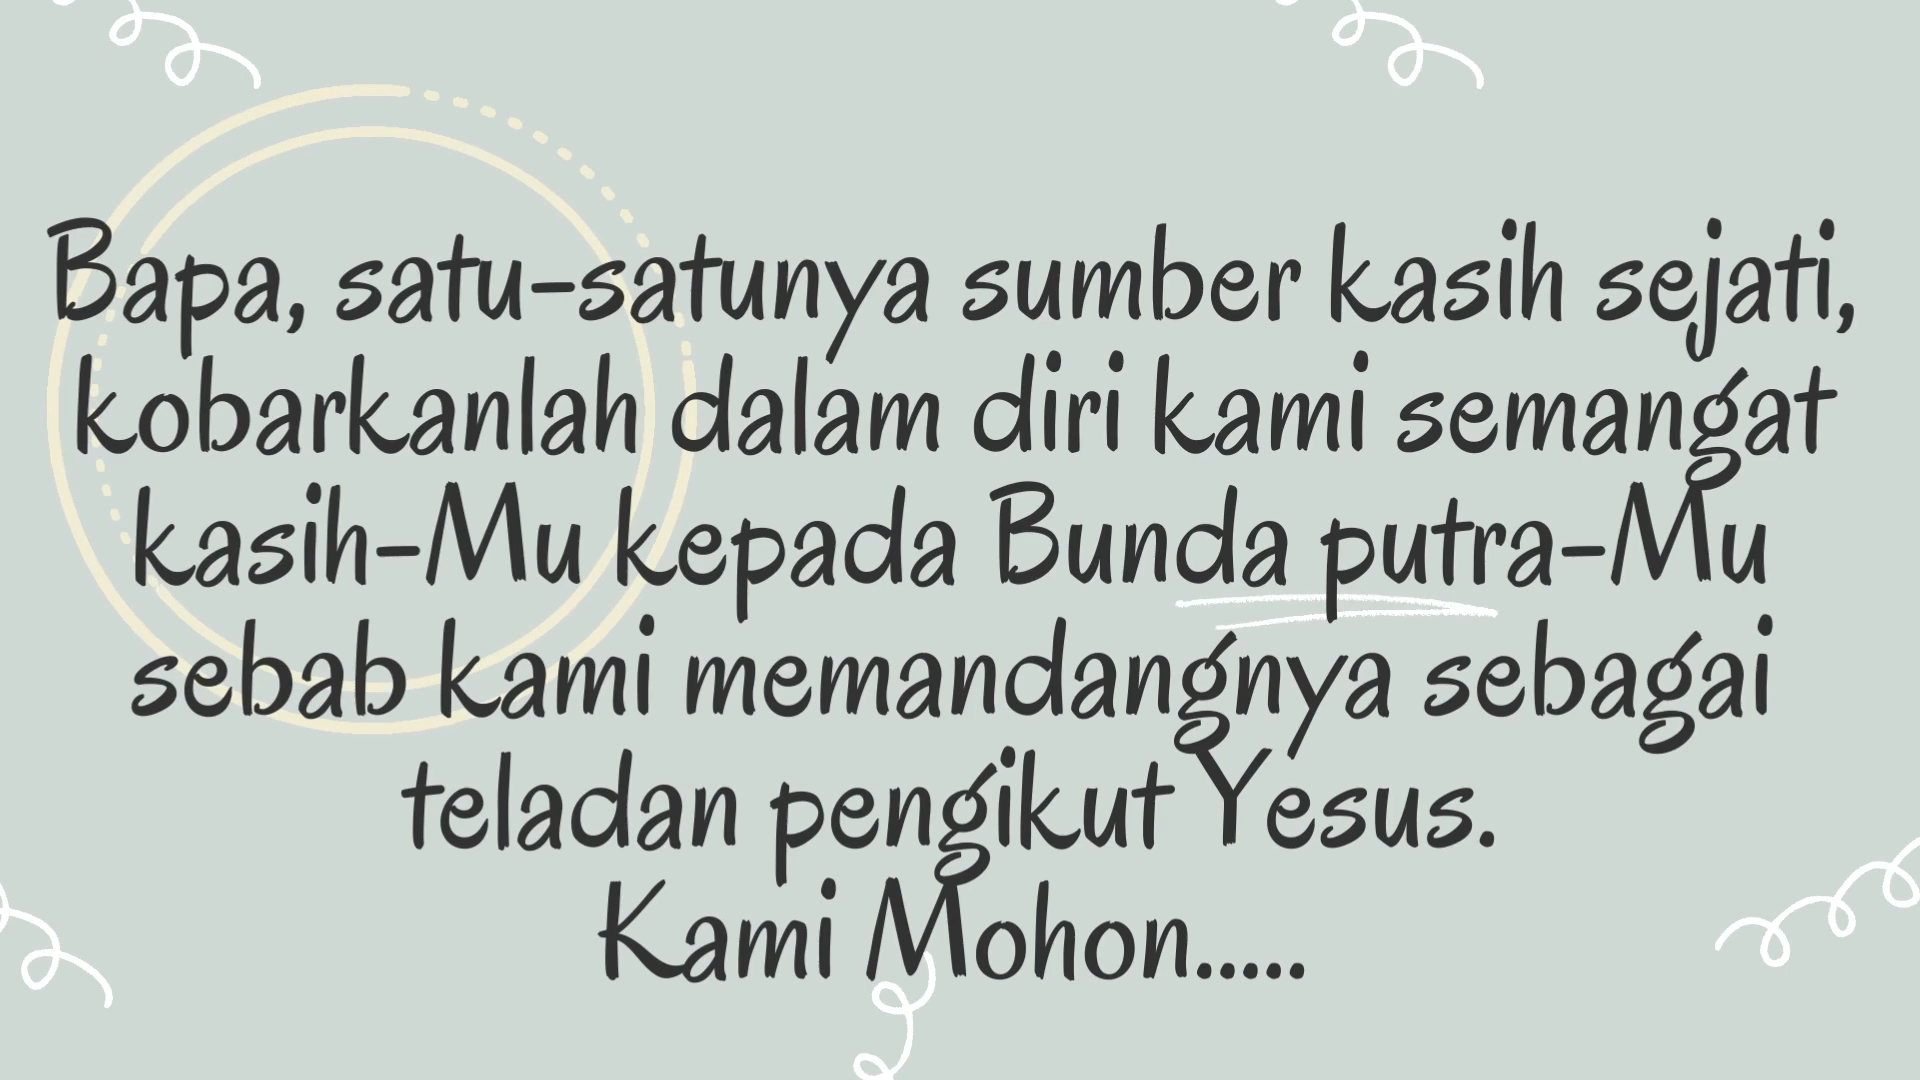 Bapa, satu-satunya sumber kasih sejati,
kobarkanlah dalam diri kami semangat
kasih-Mu kepada Bunda putra-Mu
sebab kami memandangnya sebagai
teladan pengikut Yesus.
Kami Mohon.....